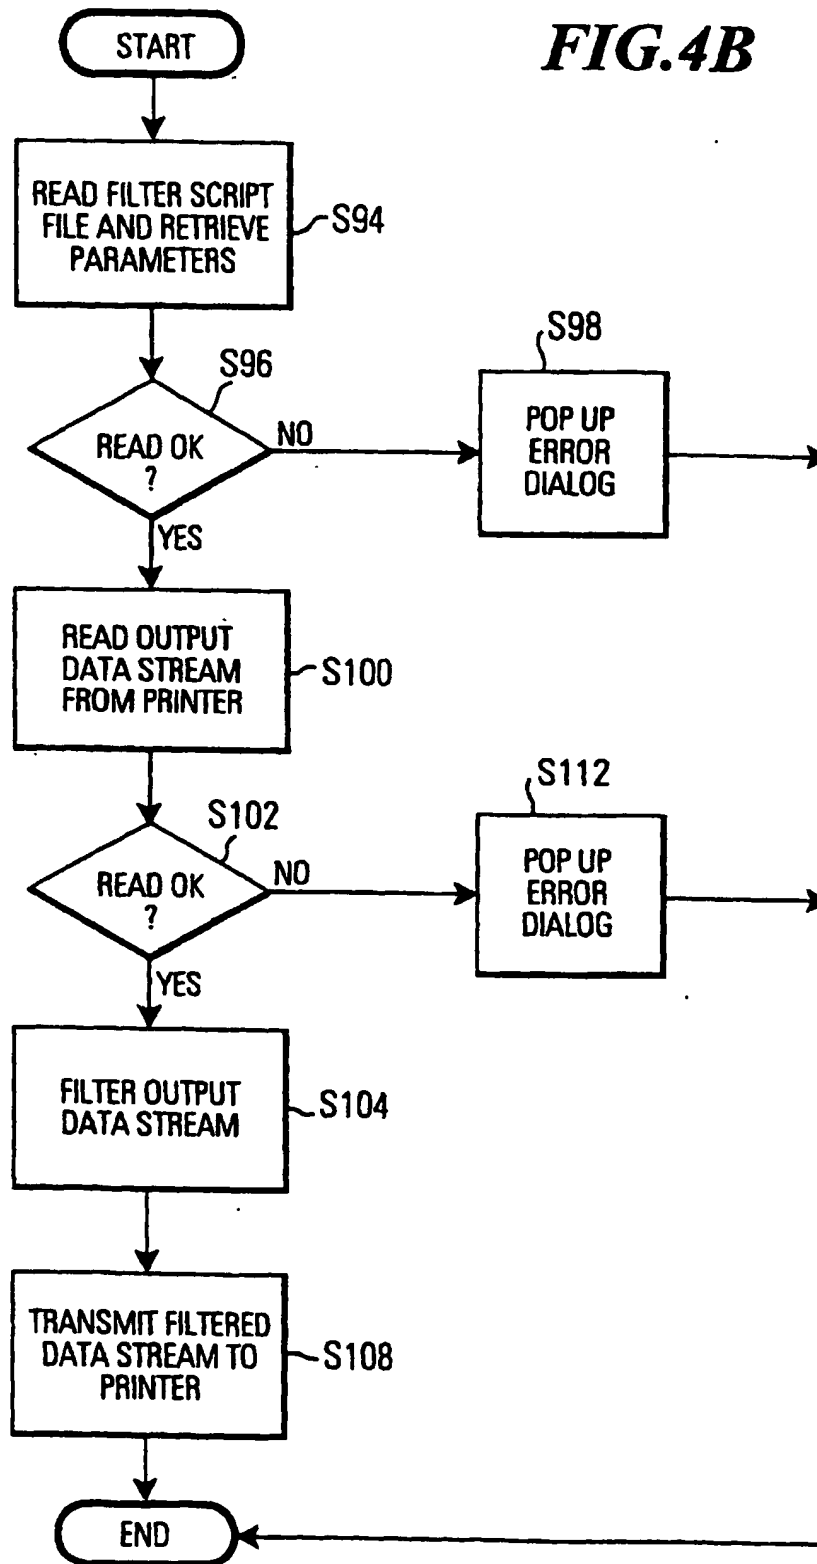 FIG.4B
START
READ FILTER SCRIPT
FILE AND RETRIEVE
PARAMETERS
S94
S96
READ OK
?
NO
YES
S98
POP UP
ERROR
DIALOG
READ OUTPUT
DATA STREAM
FROM PRINTER
S100
S102
READ OK
?
NO
YES
S112
POP UP
ERROR
DIALOG
FILTER OUTPUT
DATA STREAM
S104
TRANSMIT FILTERED
DATA STREAM TO
PRINTER
S108
END